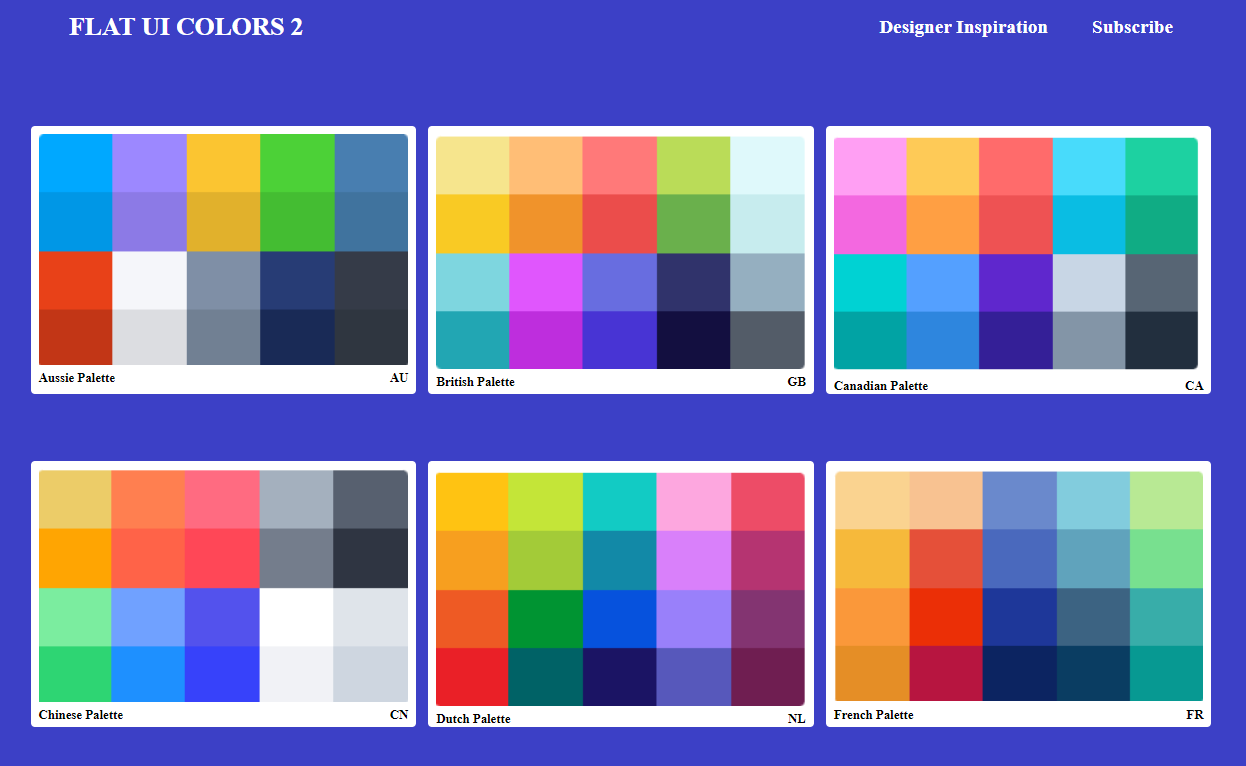 FLAT UI COLORS 2
Designer Inspiration
Subscribe
Aussie Palette AU
British Palette GB
Canadian Palette CA
Chinese Palette CN
Dutch Palette NL
French Palette FR